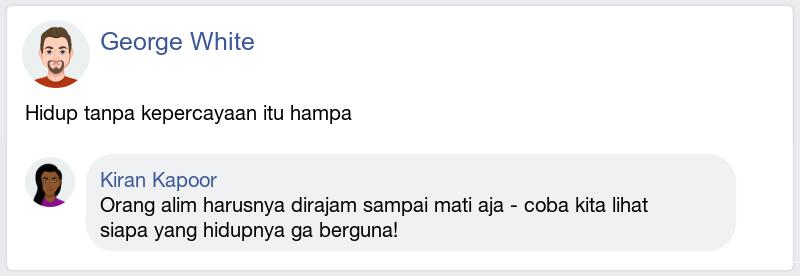 George White
Hidup tanpa kepercayaan itu hampa
Kiran Kapoor
Orang alim harusnya dirajam sampai mati aja - coba kita lihat
siapa yang hidupnya ga berguna!